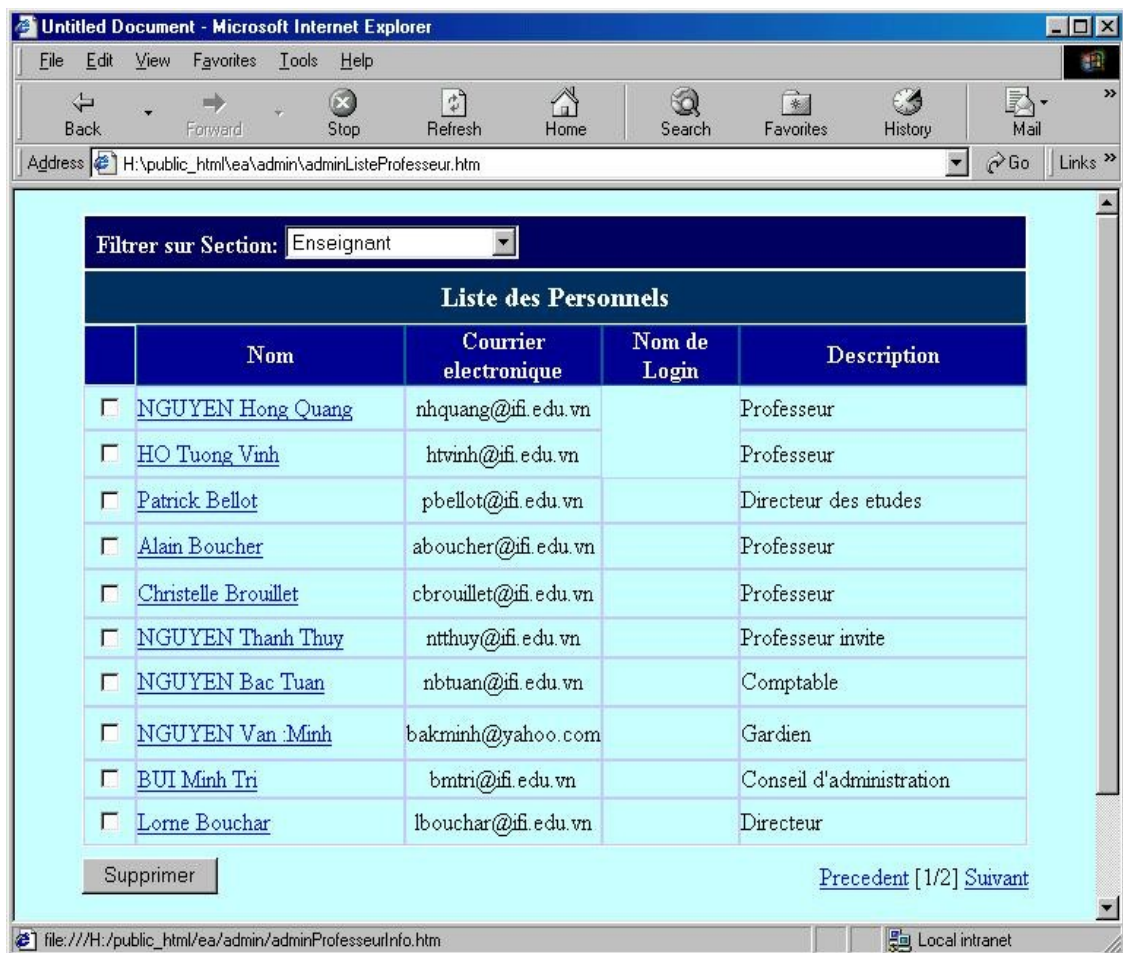 Untitled Document - Microsoft Internet Explorer
File Edit View Favorites Tools Help
Back Forward Stop Refresh Home Search Favorites History Mail »
Address H:\public_html\ea\admin\adminListeProfesseur.htm Go Links »
Filtrer sur Section: Enseignant
Liste des Personnels
Nom Courrier electronique Nom de Login Description
NGUYEN Hong Quang nhquang@ifi.edu.vn Professeur
HO Tuong Vinh htvinh@ifi.edu.vn Professeur
Patrick Bellot pbellot@ifi.edu.vn Directeur des etudes
Alain Boucher aboucher@ifi.edu.vn Professeur
Christelle Brouillet cbrouillet@ifi.edu.vn Professeur
NGUYEN Thanh Thuy ntthuy@ifi.edu.vn Professeur invite
NGUYEN Bac Tuan nbtuan@ifi.edu.vn Comptable
NGUYEN Van :Minh bakminh@yahoo.com Gardien
BUI Minh Tri bmtri@ifi.edu.vn Conseil d'administration
Lorne Bouchar lbouchar@ifi.edu.vn Directeur
Supprimer Precedent [1/2] Suivant
file:///H:/public_html/ea/admin/adminProfesseurInfo.htm Local intranet